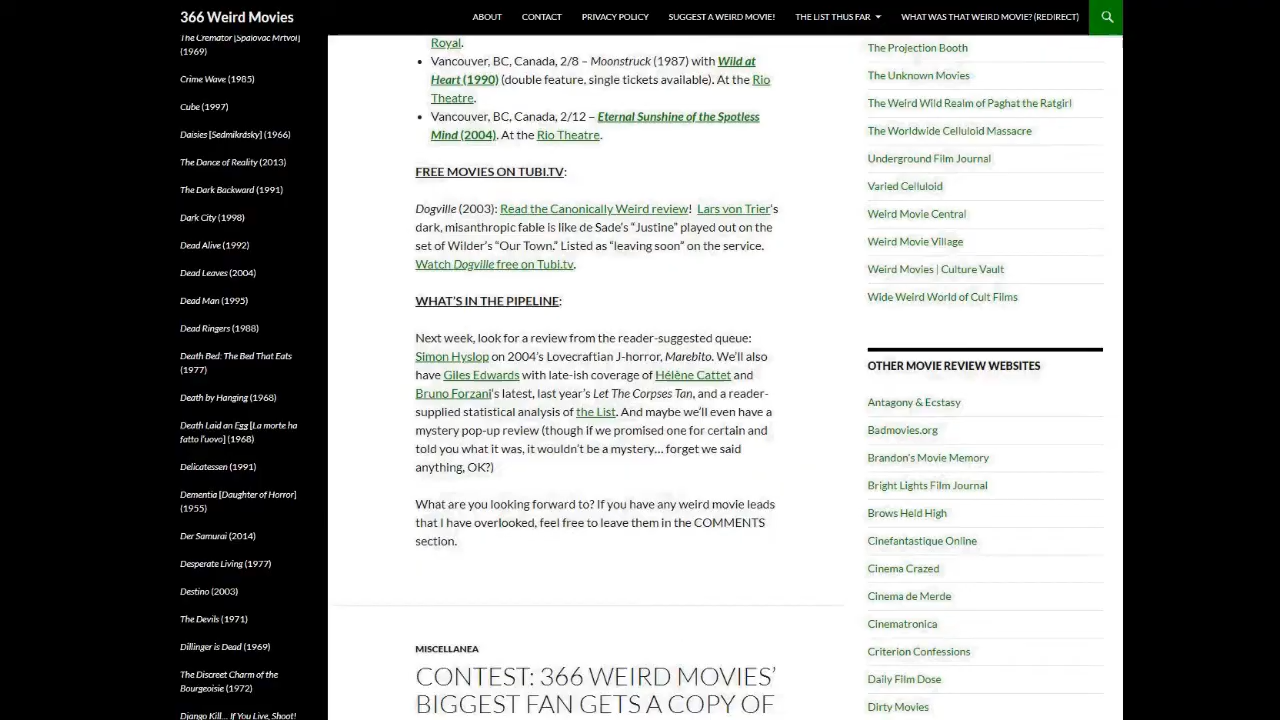 366 Weird Movies
ABOUT
CONTACT
PRIVACY POLICY
SUGGEST A WEIRD MOVIE!
THE LIST THUS FAR
WHAT WAS THAT WEIRD MOVIE? (REDIRECT)
The Cremator [Spalovac Mrtvol]
(1969)
Crime Wave (1985)
Cube (1997)
Daisies [Sedmikrásky] (1966)
The Dance of Reality (2013)
The Dark Backward (1991)
Dark City (1998)
Dead Alive (1992)
Dead Leaves (2004)
Dead Man (1995)
Dead Ringers (1988)
Death Bed: The Bed That Eats
(1977)
Death by Hanging (1968)
Death Laid an Egg [La morte ha
fatto l'uovo] (1968)
Delicatessen (1991)
Dementia [Daughter of Horror]
(1955)
Der Samurai (2014)
Desperate Living (1977)
Destino (2003)
The Devils (1971)
Dillinger is Dead (1969)
The Discreet Charm of the
Bourgeoisie (1972)
Django Kill... If You Live, Shoot!
Royal.
• Vancouver, BC, Canada, 2/8 – Moonstruck (1987) with Wild at
Heart (1990) (double feature, single tickets available). At the Rio
Theatre.
• Vancouver, BC, Canada, 2/12 – Eternal Sunshine of the Spotless
Mind (2004). At the Rio Theatre.
FREE MOVIES ON TUBI.TV:
Dogville (2003): Read the Canonically Weird review! Lars von Trier's
dark, misanthropic fable is like de Sade's “Justine” played out on the
set of Wilder's “Our Town.” Listed as “leaving soon” on the service.
Watch Dogville free on Tubi.tv.
WHAT'S IN THE PIPELINE:
Next week, look for a review from the reader-suggested queue:
Simon Hyslop on 2004's Lovecraftian J-horror, Marebito. We'll also
have Giles Edwards with late-ish coverage of Hélène Cattet and
Bruno Forzani's latest, last year's Let The Corpses Tan, and a reader-
supplied statistical analysis of the List. And maybe we'll even have a
mystery pop-up review (though if we promised one for certain and
told you what it was, it wouldn't be a mystery... forget we said
anything, OK?)
What are you looking forward to? If you have any weird movie leads
that I have overlooked, feel free to leave them in the COMMENTS
section.
MISCELLANEA
CONTEST: 366 WEIRD MOVIES'
BIGGEST FAN GETS A COPY OF
The Projection Booth
The Unknown Movies
The Weird Wild Realm of Paghat the Ratgirl
The Worldwide Celluloid Massacre
Underground Film Journal
Varied Celluloid
Weird Movie Central
Weird Movie Village
Weird Movies | Culture Vault
Wide Weird World of Cult Films
OTHER MOVIE REVIEW WEBSITES
Antagony & Ecstasy
Badmovies.org
Brandon's Movie Memory
Bright Lights Film Journal
Brows Held High
Cinefantastique Online
Cinema Crazed
Cinema de Merde
Cinematronica
Criterion Confessions
Daily Film Dose
Dirty Movies